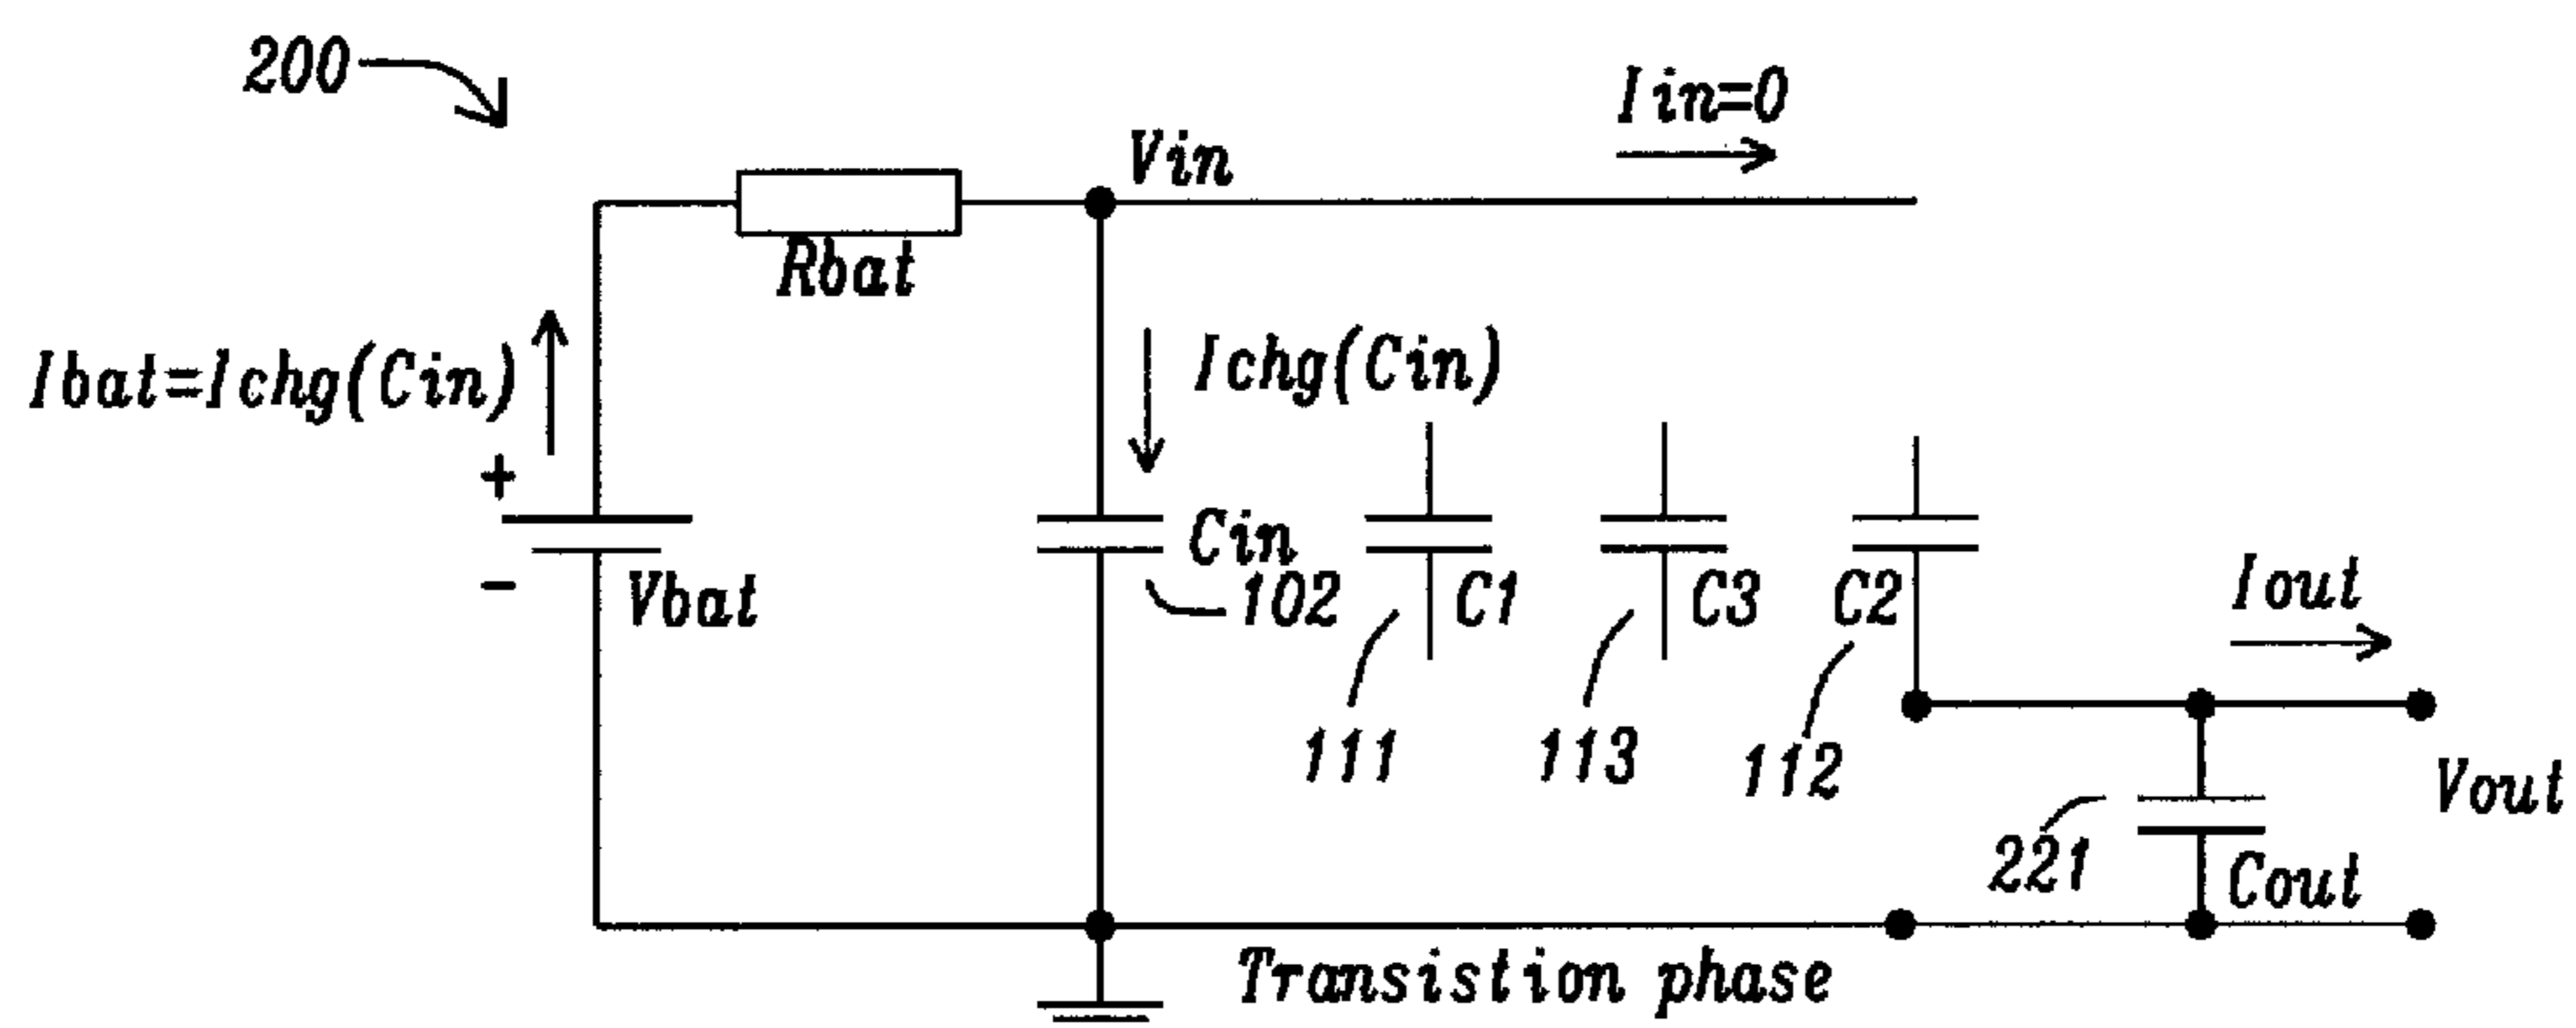 200
Iin=0
Vin
Rbat
Ibat=Ichg(Cin)
Ichg(Cin)
+
-
Vbat
Cin
102
C1
C3
C2
Iout
111
113
112
Vout
221
Cout
Transistion phase